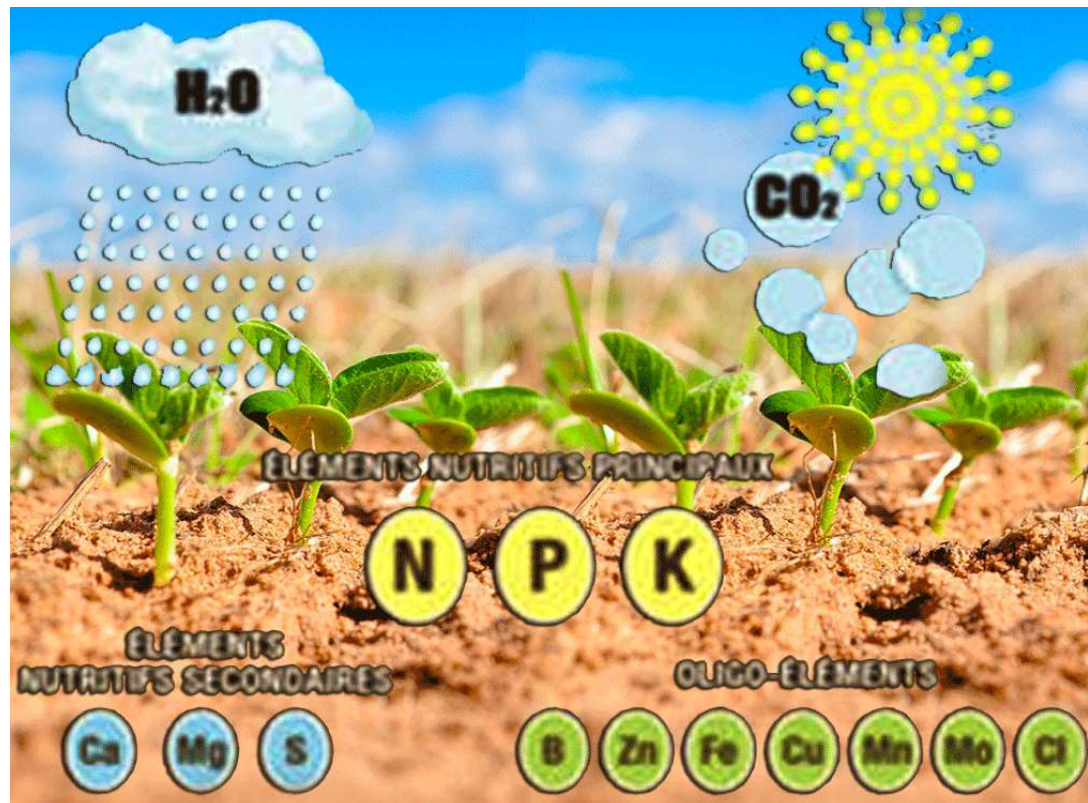 H₂O
CO₂
ÉLÉMENTS NUTRITIFS PRINCIPAUX
N P K
ÉLÉMENTS
NUTRITIFS SECONDAIRES
OLIGO-ÉLÉMENTS
Ca Mg S
B Zn Fe Cu Mn Mo Cl